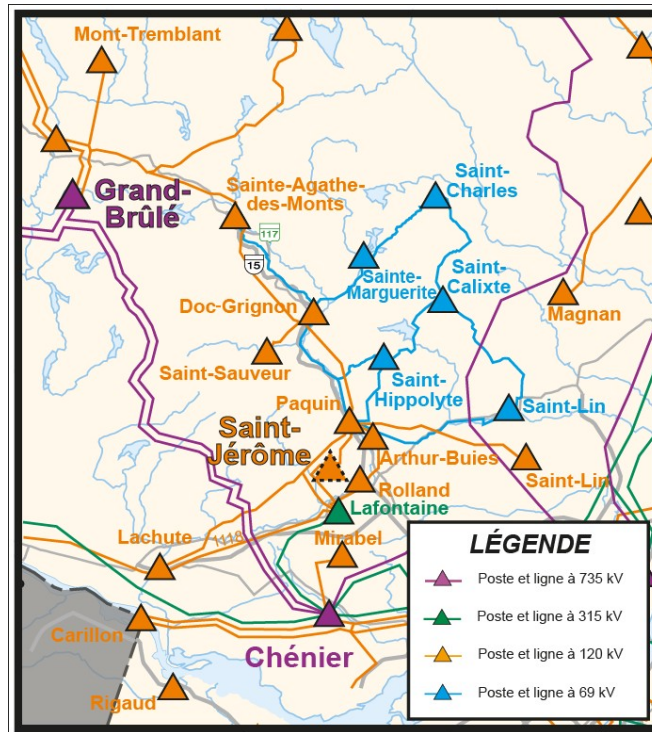 Mont-Tremblant
Grand-
Brûlé
Sainte-Agathe-
des-Monts
117
15
Saint-
Charles
Sainte-
Marguerite
Saint-
Calixte
Magnan
Doc-Grignon
Saint-Sauveur
Saint-
Hippolyte
Saint-Lin
Paquin
Saint-
Jérôme
Arthur-Buies
Saint-Lin
Rolland
Lafontaine
Lachute
1118
Mirabel
Carillon
Chénier
Rigaud
LÉGENDE
Poste et ligne à 735 kV
Poste et ligne à 315 kV
Poste et ligne à 120 kV
Poste et ligne à 69 kV